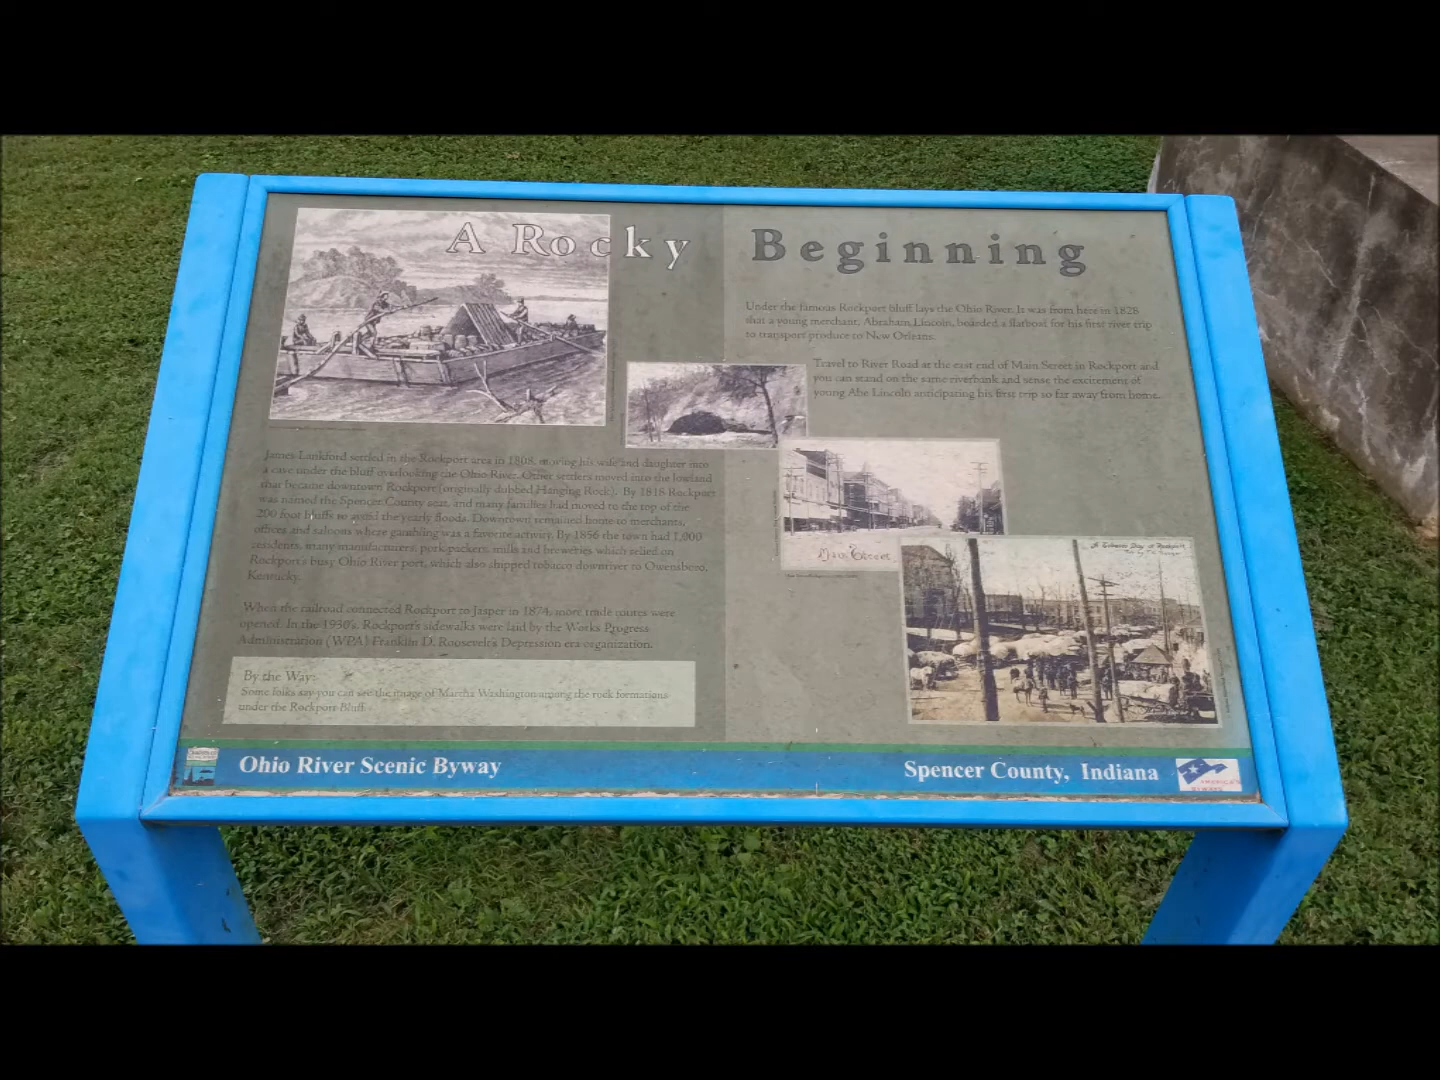 A Rocky Beginning
Under the famous Rockport bluff lays the Ohio River. It was from here in 1828
that a young merchant, Abraham Lincoln, boarded a flatboat for his first river trip
to transport produce to New Orleans.
Travel to River Road at the east end of Main Street in Rockport and
you can stand on the same riverbank and sense the excitement of
young Abe Lincoln anticipating his first trip so far away from home.
James Lankford settled in the Rockport area in 1808, moving his wife and daughter into
a cave under the bluff overlooking the Ohio River. Other settlers moved into the lowland
that became downtown Rockport (originally dubbed Hanging Rock). By 1818 Rockport
was named the Spencer County seat, and many families had moved to the top of the
200 foot bluffs to avoid the yearly floods. Downtown remained home to merchants,
offices and saloons where gambling was a favorite activity. By 1856 the town had 1,000
residents, many manufacturers, pork packers, mills and breweries which relied on
Rockport's busy Ohio River port, which also shipped tobacco downriver to Owensboro,
Kentucky.
When the railroad connected Rockport to Jasper in 1874, more trade routes were
opened. In the 1930's, Rockport's sidewalks were laid by the Works Progress
Administration (WPA) Franklin D. Roosevelt's Depression era organization.
By the Way:
Some folks say you can see the image of Martha Washington among the rock formations
under the Rockport Bluff.
Main Street
A Tobacco Day at Rockport
Ohio River Scenic Byway
Spencer County, Indiana
AMERICA'S
BYWAYS